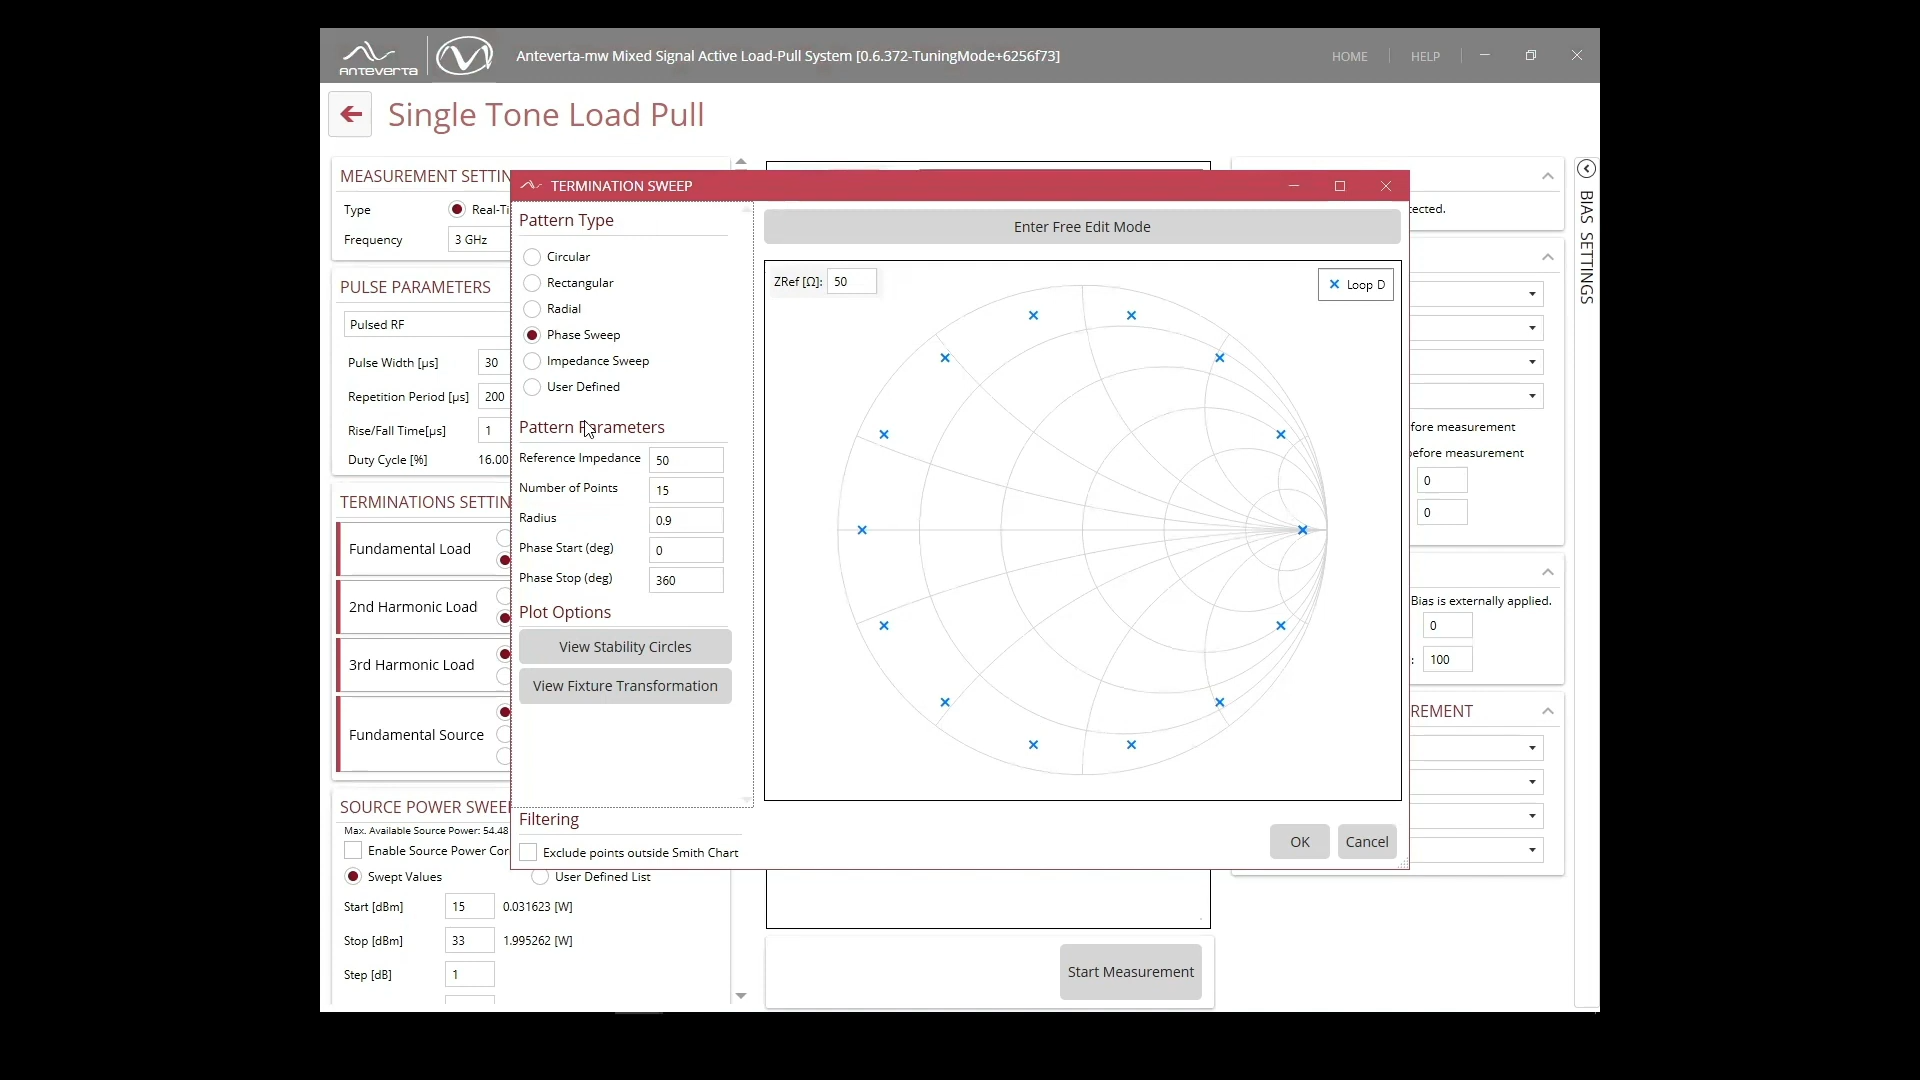 ANTEVERTA
Anteverta-mw Mixed Signal Active Load-Pull System [0.6.372-TuningMode+6256f73]
HOME
HELP
Single Tone Load Pull
MEASUREMENT SETTIN
Type
Real-Ti
Frequency
3 GHz
PULSE PARAMETERS
Pulsed RF
Pulse Width [µs]
30
Repetition Period [µs]
200
Rise/Fall Time[µs]
1
Duty Cycle [%]
16.00
TERMINATIONS SETTIN
Fundamental Load
2nd Harmonic Load
3rd Harmonic Load
Fundamental Source
SOURCE POWER SWEE
Max. Available Source Power: 54.48
Enable Source Power Cor
Swept Values
User Defined List
Start [dBm]
15
0.031623 [W]
Stop [dBm]
33
1.995262 [W]
Step [dB]
1
TERMINATION SWEEP
Pattern Type
Circular
Rectangular
Radial
Phase Sweep
Impedance Sweep
User Defined
Pattern Parameters
Reference Impedance
50
Number of Points
15
Radius
0.9
Phase Start (deg)
0
Phase Stop (deg)
360
Plot Options
View Stability Circles
View Fixture Transformation
Filtering
Exclude points outside Smith Chart
Enter Free Edit Mode
ZRef [Ω]:
50
Loop D
OK
Cancel
Start Measurement
ected.
fore measurement
efore measurement
0
0
Bias is externally applied.
0
:
100
REMENT
BIAS SETTINGS